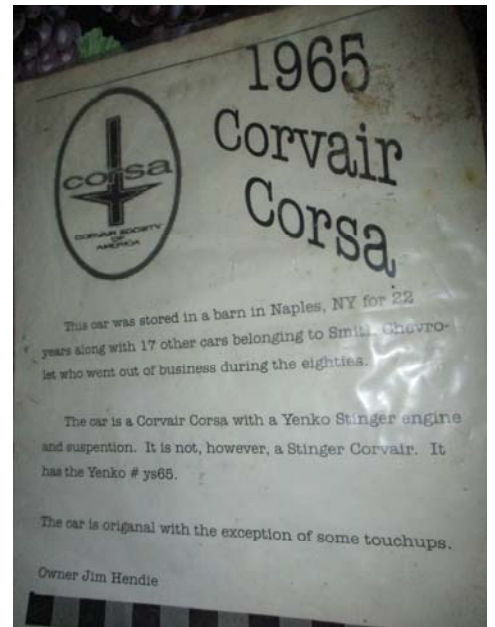 1965
Corvair
Corsa
corsa
CORVAIR SOCIETY
OF
AMERICA
This car was stored in a barn in Naples, NY for 22
years along with 17 other cars belonging to Smith Chevro-
let who went out of business during the eighties.
The car is a Corvair Corsa with a Yenko Stinger engine
and suspention. It is not, however, a Stinger Corvair. It
has the Yenko # ys65.
The car is origanal with the exception of some touchups.
Owner Jim Hendie